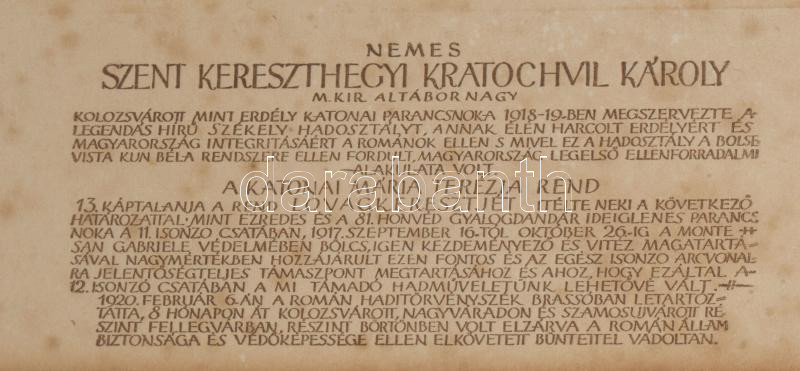 NEMES
SZENT KERESZTHEGYI KRATOCHVIL KÁROLY
M. KIR. ALTÁBORNAGY
KOLOZSVÁROTT MINT ERDÉLY KATONAI PARANCSNOKA 1918-19-BEN MEGSZERVEZTE A-
LEGENDÁS HÍRŰ SZÉKELY HADOSZTÁLYT, ANNAK ÉLÉN HARCOLT ERDÉLYÉRT ÉS
MAGYARORSZÁG INTEGRITÁSÁÉRT A ROMÁNOK ELLEN S MIVEL EZ A HADOSZTÁLY A BOLSE
VISTA KUN BÉLA RENDSZERE ELLEN FORDULT, MAGYARORSZÁG LEGELSŐ ELLENFORRADALMI
ALAKULATA VOLT
darabanth
A KATONAI MÁRIA TERÉZIA REND
13. KÁPTALANJA A REND LOVAGKERESZTJÉT ITÉLTE NEKI A KÖVETKEZŐ
HATÁROZATTAL: MINT EZREDES ÉS A 81. HONVÉD GYALOGDANDÁR IDEIGLENES PARANCS
NOKA A 11. ISONZO CSATÁBAN, 1917. SZEPTEMBER 16-TÓL OKTÓBER 26-IG A MONTE
SAN GABRIELE VÉDELMÉBEN BÖLCS, IGEN KEZDEMÉNYEZŐ ÉS VITÉZ MAGATARTÁ=
SÁVAL NAGYMÉRTÉKBEN HOZZÁJÁRULT EZEN FONTOS ÉS AZ EGÉSZ ISONZO ARCVONAL=
RA JELENTŐSÉGTELJES TÁMASZPONT MEGTARTÁSÁHOZ ÉS AHOZ, HOGY EZÁLTAL A-
12. ISONZÓ CSATÁBAN A MI TÁMADÓ HADMŰVELETÜNK LEHETŐVÉ VÁLT.
1920. FEBRUÁR 6-ÁN A ROMÁN HADITÖRVÉNYSZÉK BRASSÓBAN LETARTÓZ=
TATTA, 8 HÓNAPON ÁT KOLOZSVÁROTT, NAGYVÁRADON ÉS SZAMOSUJVÁROTT RÉ=
SZINT FELLEGVÁRBAN, RÉSZINT BÖRTÖNBEN VOLT ELZÁRVA A ROMÁN ÁLLAM
BIZTONSÁGA ÉS VÉDŐKÉPESSÉGE ELLEN ELKÖVETETT BŰNTETTEL VÁDOLTAN.